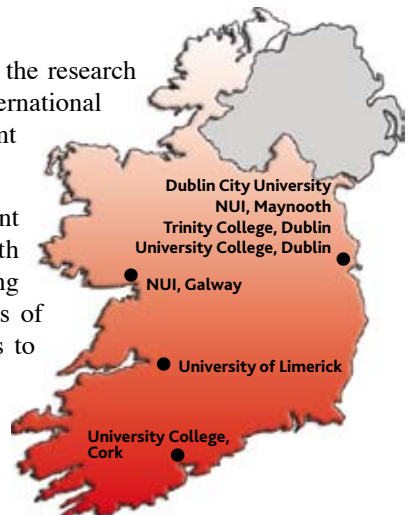 the research
ternational
nt
nt
th
ng
s of
s to
Dublin City University
NUI, Maynooth
Trinity College, Dublin
University College, Dublin
NUI, Galway
University of Limerick
University College,
Cork